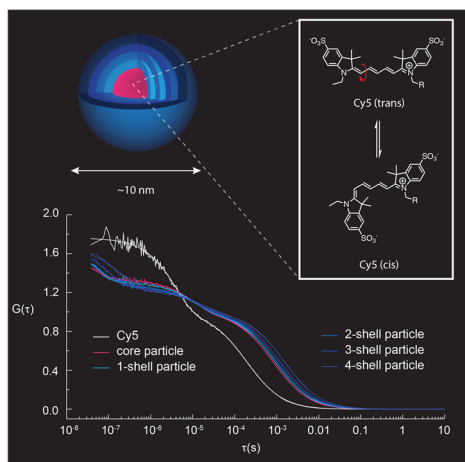 ⁻O₃S
SO₃⁻
N
N
⊕
R
Cy5 (trans)
N
⊕
R
SO₃⁻
N
SO₃⁻
Cy5 (cis)
~10 nm
2.0
1.6
1.2
0.8
0.4
0.0
G(τ)
Cy5
core particle
1-shell particle
2-shell particle
3-shell particle
4-shell particle
10⁻⁸
10⁻⁷
10⁻⁶
10⁻⁵
10⁻⁴
10⁻³
0.01
0.1
1
10
τ(s)